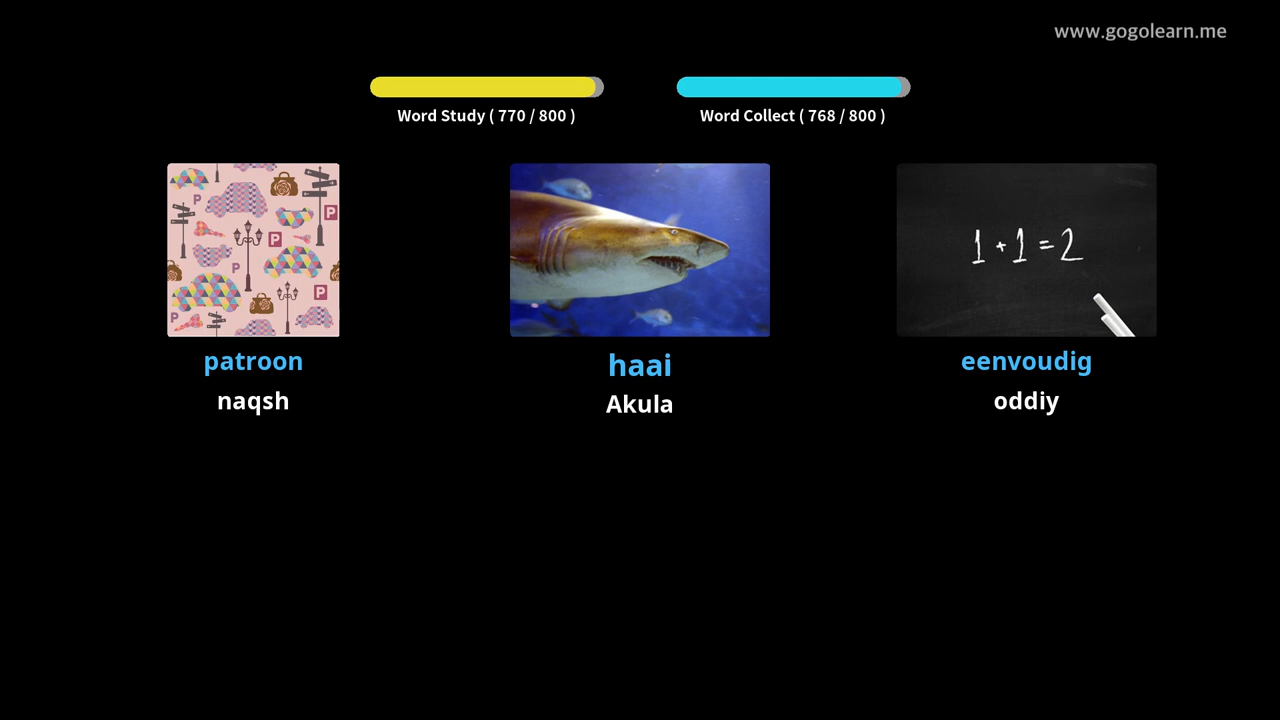 www.gogolearn.me
Word Study ( 770 / 800 )
Word Collect ( 768 / 800 )
P
P
P
P
P
P
1 + 1 = 2
patroon
haai
eenvoudig
naqsh
Akula
oddiy